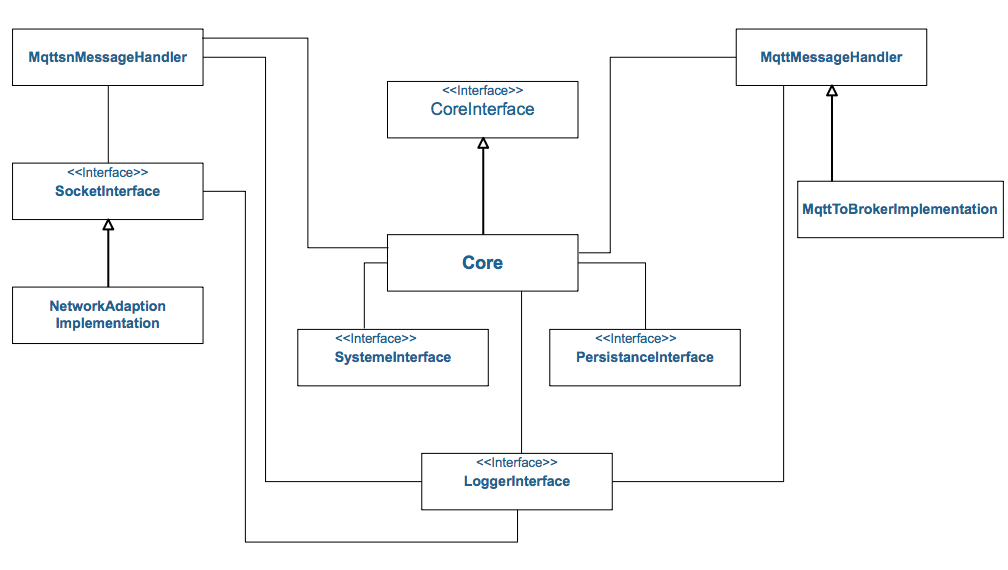 MqttsnMessageHandler
MqttMessageHandler
<<Interface>>
CoreInterface
<<Interface>>
SocketInterface
MqttToBrokerImplementation
Core
NetworkAdaption
Implementation
<<Interface>>
SystemeInterface
<<Interface>>
PersistanceInterface
<<Interface>>
LoggerInterface